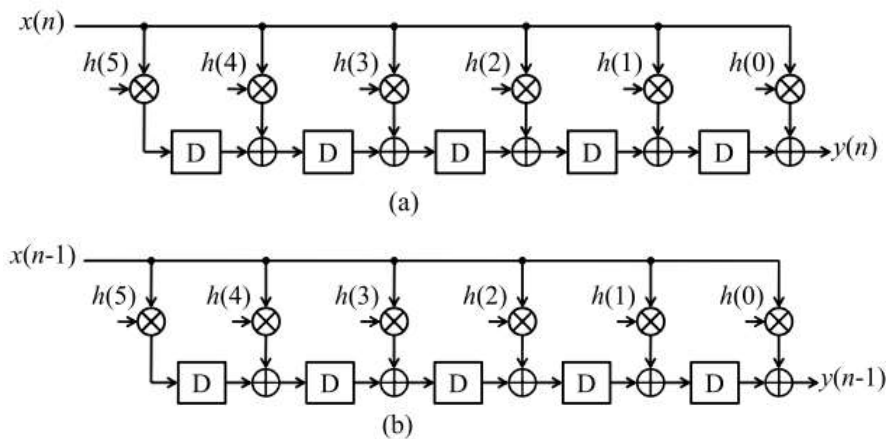 x(n)
h(5) h(4) h(3) h(2) h(1) h(0)
D D D D D y(n)
(a)
x(n-1)
h(5) h(4) h(3) h(2) h(1) h(0)
D D D D D y(n-1)
(b)